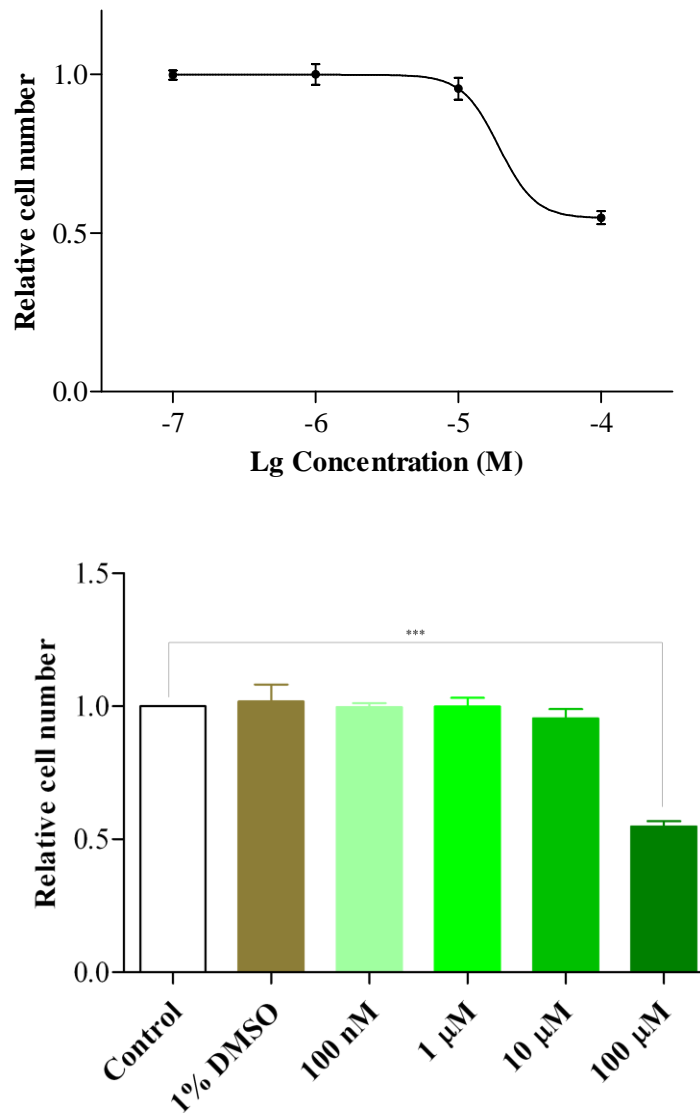 Relative cell number
1.0
0.5
0.0
-7 -6 -5 -4
Lg Concentration (M)
Relative cell number
1.5
***
1.0
0.5
0.0
Control 1% DMSO 100 nM 1 μM 10 μM 100 μM